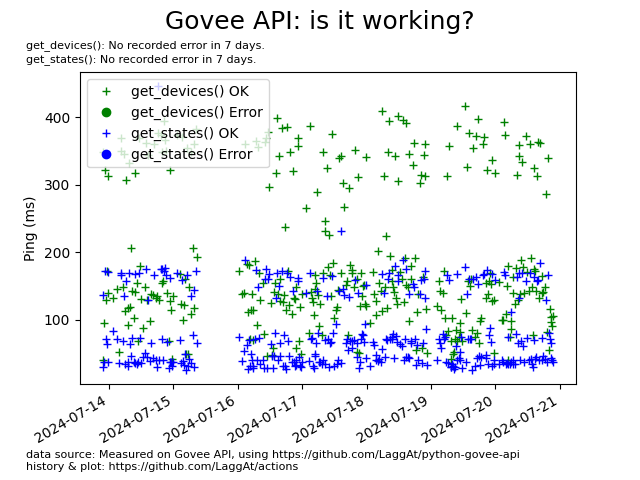 Govee API: is it working?
get_devices(): No recorded error in 7 days.
get_states(): No recorded error in 7 days.
get_devices() OK
get_devices() Error
get_states() OK
get_states() Error
Ping (ms)
400
300
200
100
2024-07-14
2024-07-15
2024-07-16
2024-07-17
2024-07-18
2024-07-19
2024-07-20
2024-07-21
data source: Measured on Govee API, using https://github.com/LaggAt/python-govee-api
history & plot: https://github.com/LaggAt/actions